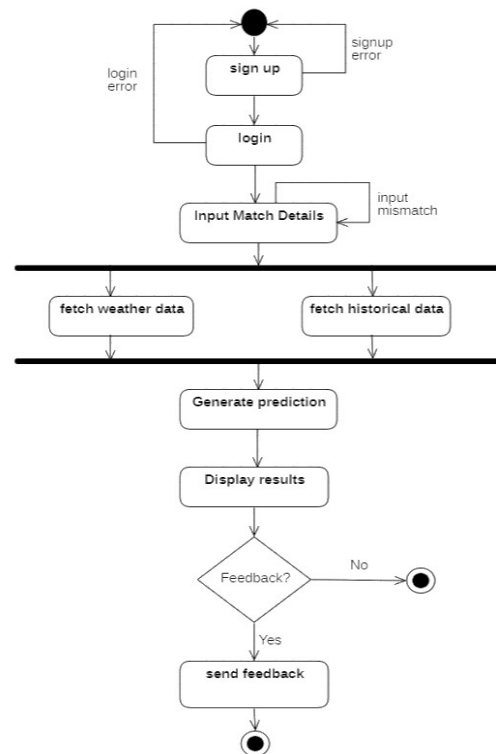 signup
error
sign up
login
error
login
input
mismatch
Input Match Details
fetch weather data
fetch historical data
Generate prediction
Display results
Feedback?
No
Yes
send feedback